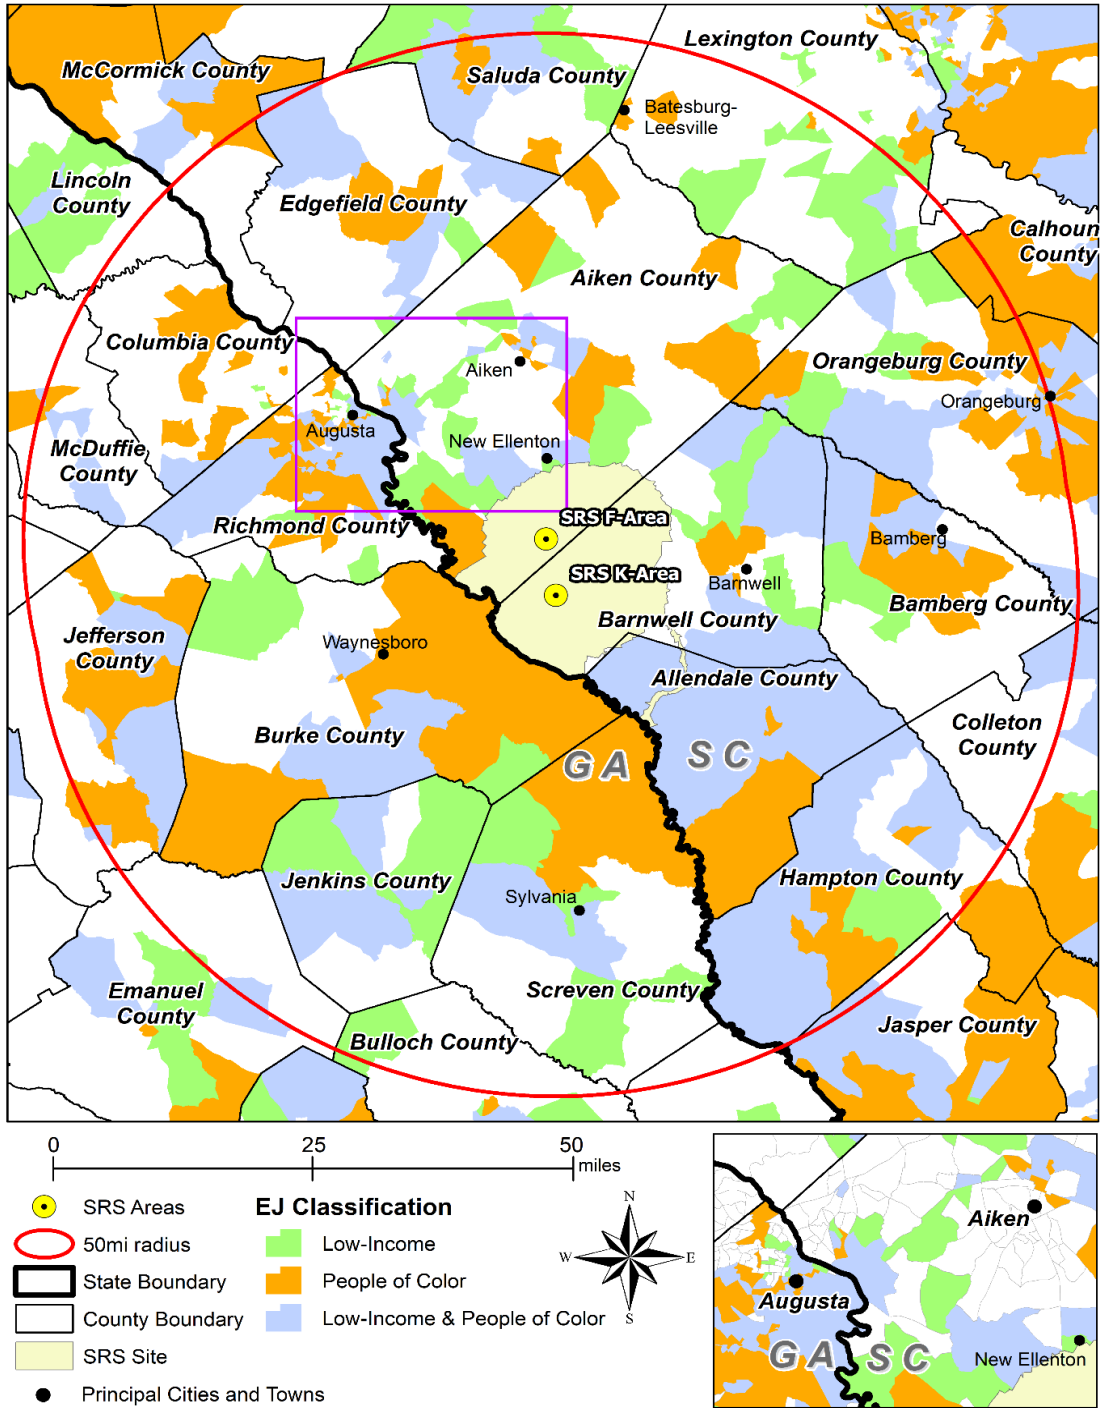 Lexington County
McCormick County
Saluda County
Batesburg-
Leesville
Lincoln
County
Edgefield County
Calhoun
County
Aiken County
Columbia County
Orangeburg County
Aiken
Orangeburg
Augusta
New Ellenton
McDuffie
County
Richmond County
SRS F-Area
Bamberg
SRS K-Area
Barnwell
Bamberg County
Barnwell County
Jefferson
County
Waynesboro
Allendale County
Burke County
Colleton
County
GA
SC
Jenkins County
Hampton County
Sylvania
Emanuel
County
Screven County
Jasper County
Bulloch County
0 25 50
miles
SRS Areas
50mi radius
State Boundary
County Boundary
SRS Site
Principal Cities and Towns
EJ Classification
Low-Income
People of Color
Low-Income & People of Color
N
W E
S
Aiken
Augusta
GA SC
New Ellenton